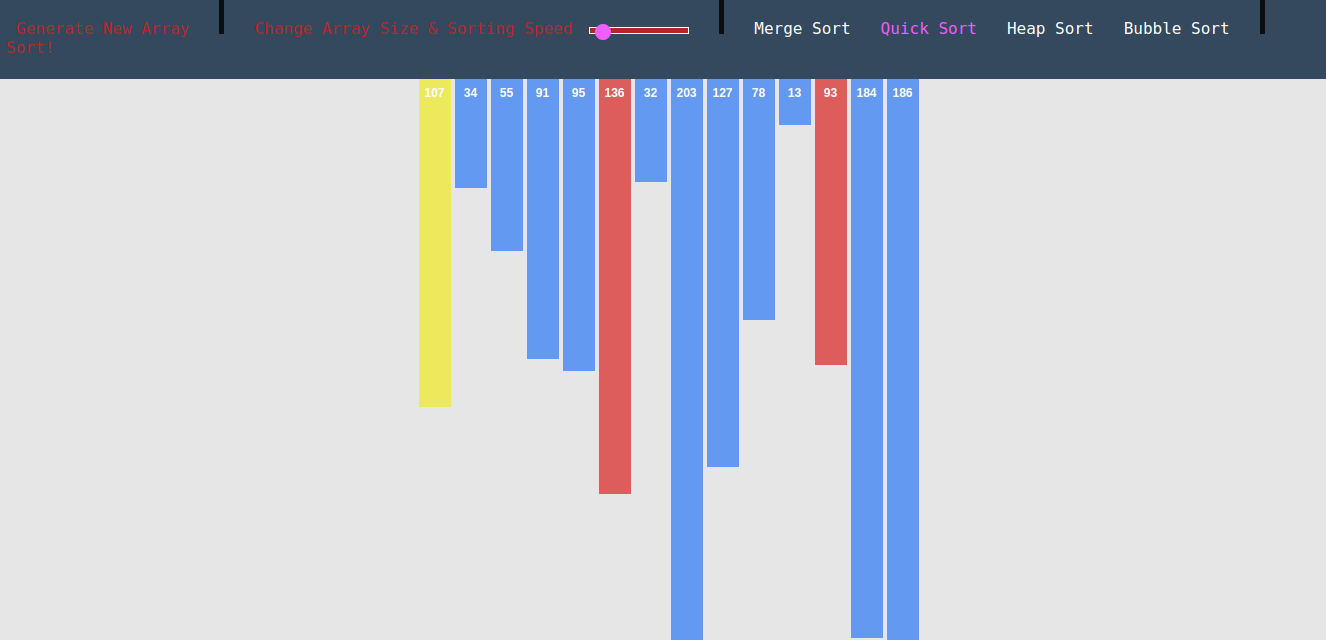 Generate New Array
Change Array Size & Sorting Speed
Merge Sort Quick Sort Heap Sort Bubble Sort
Sort!
107 34 55 91 95 136 32 203 127 78 13 93 184 186